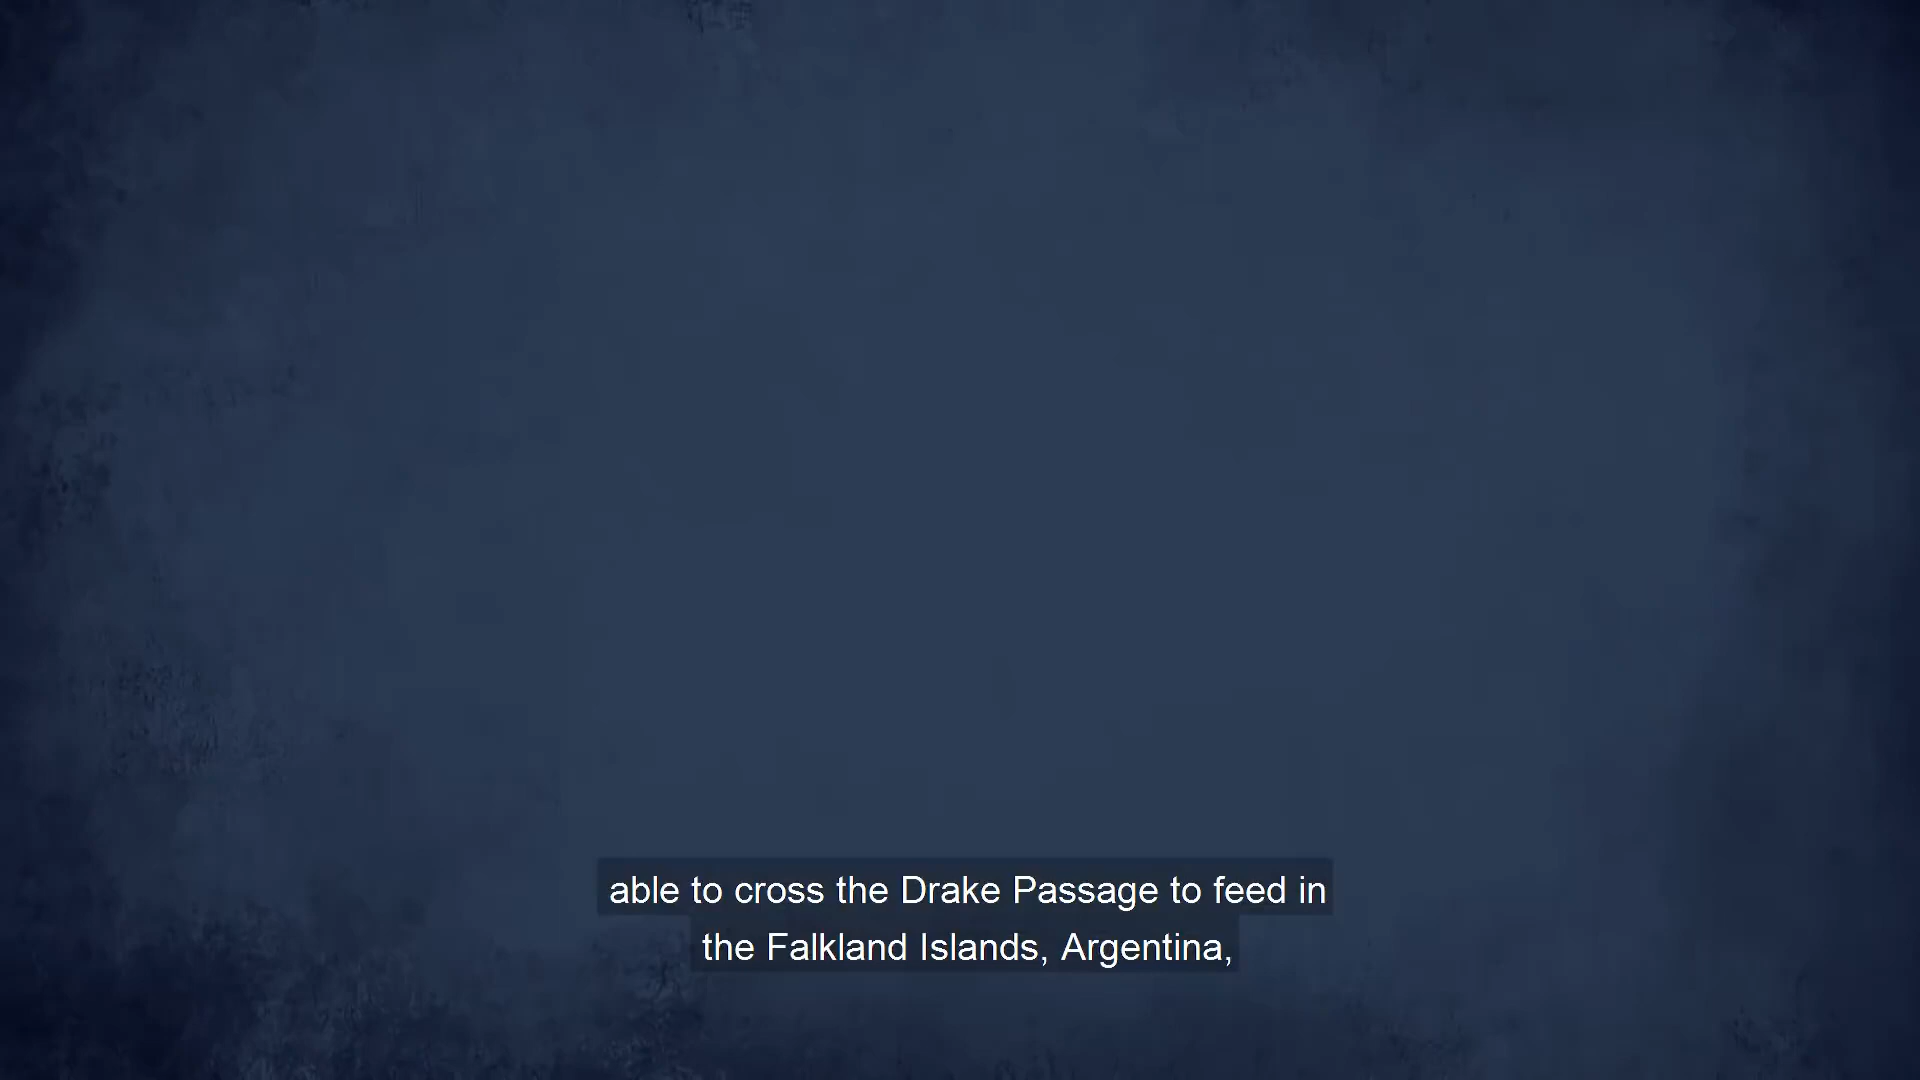 able to cross the Drake Passage to feed in
the Falkland Islands, Argentina,